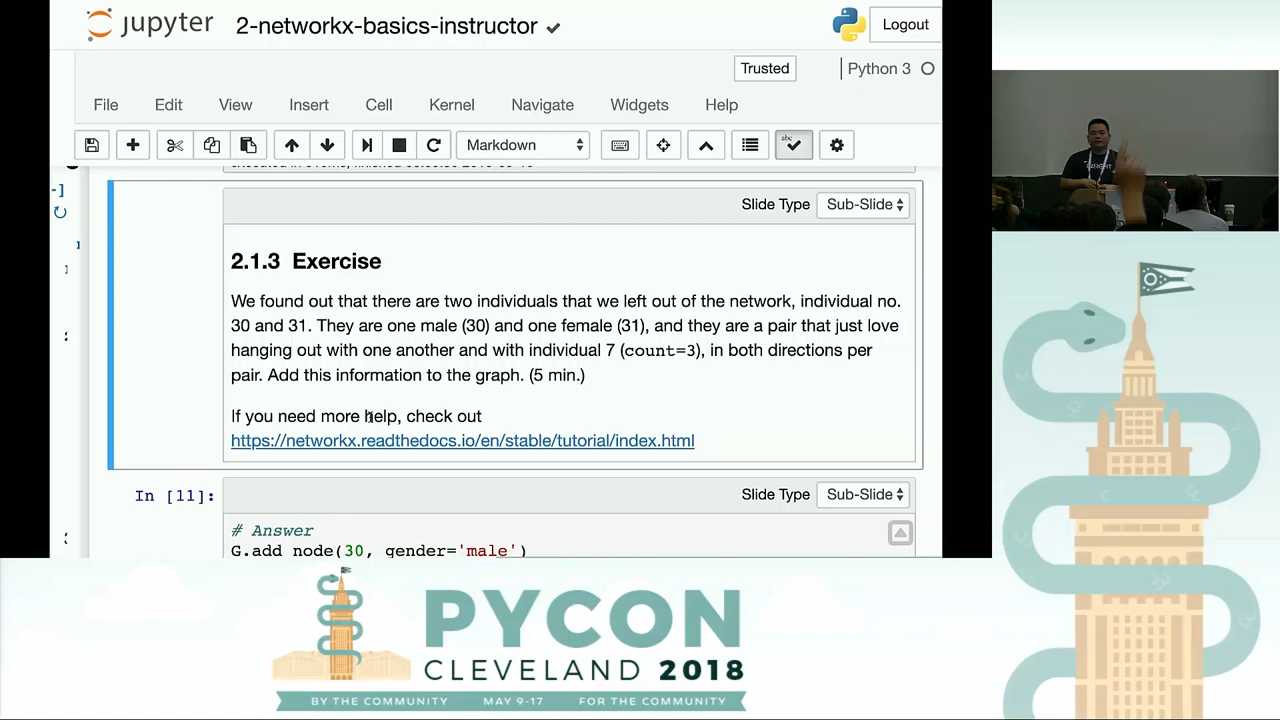 jupyter 2-networkx-basics-instructor
Logout
Trusted
Python 3
File Edit View Insert Cell Kernel Navigate Widgets Help
Markdown
Slide Type Sub-Slide
2.1.3 Exercise
We found out that there are two individuals that we left out of the network, individual no.
30 and 31. They are one male (30) and one female (31), and they are a pair that just love
hanging out with one another and with individual 7 (count=3), in both directions per
pair. Add this information to the graph. (5 min.)
If you need more help, check out
https://networkx.readthedocs.io/en/stable/tutorial/index.html
In [11]:
Slide Type Sub-Slide
# Answer
G.add_node(30, gender='male')
PYCON
CLEVELAND 2018
BY THE COMMUNITY MAY 9-17 FOR THE COMMUNITY